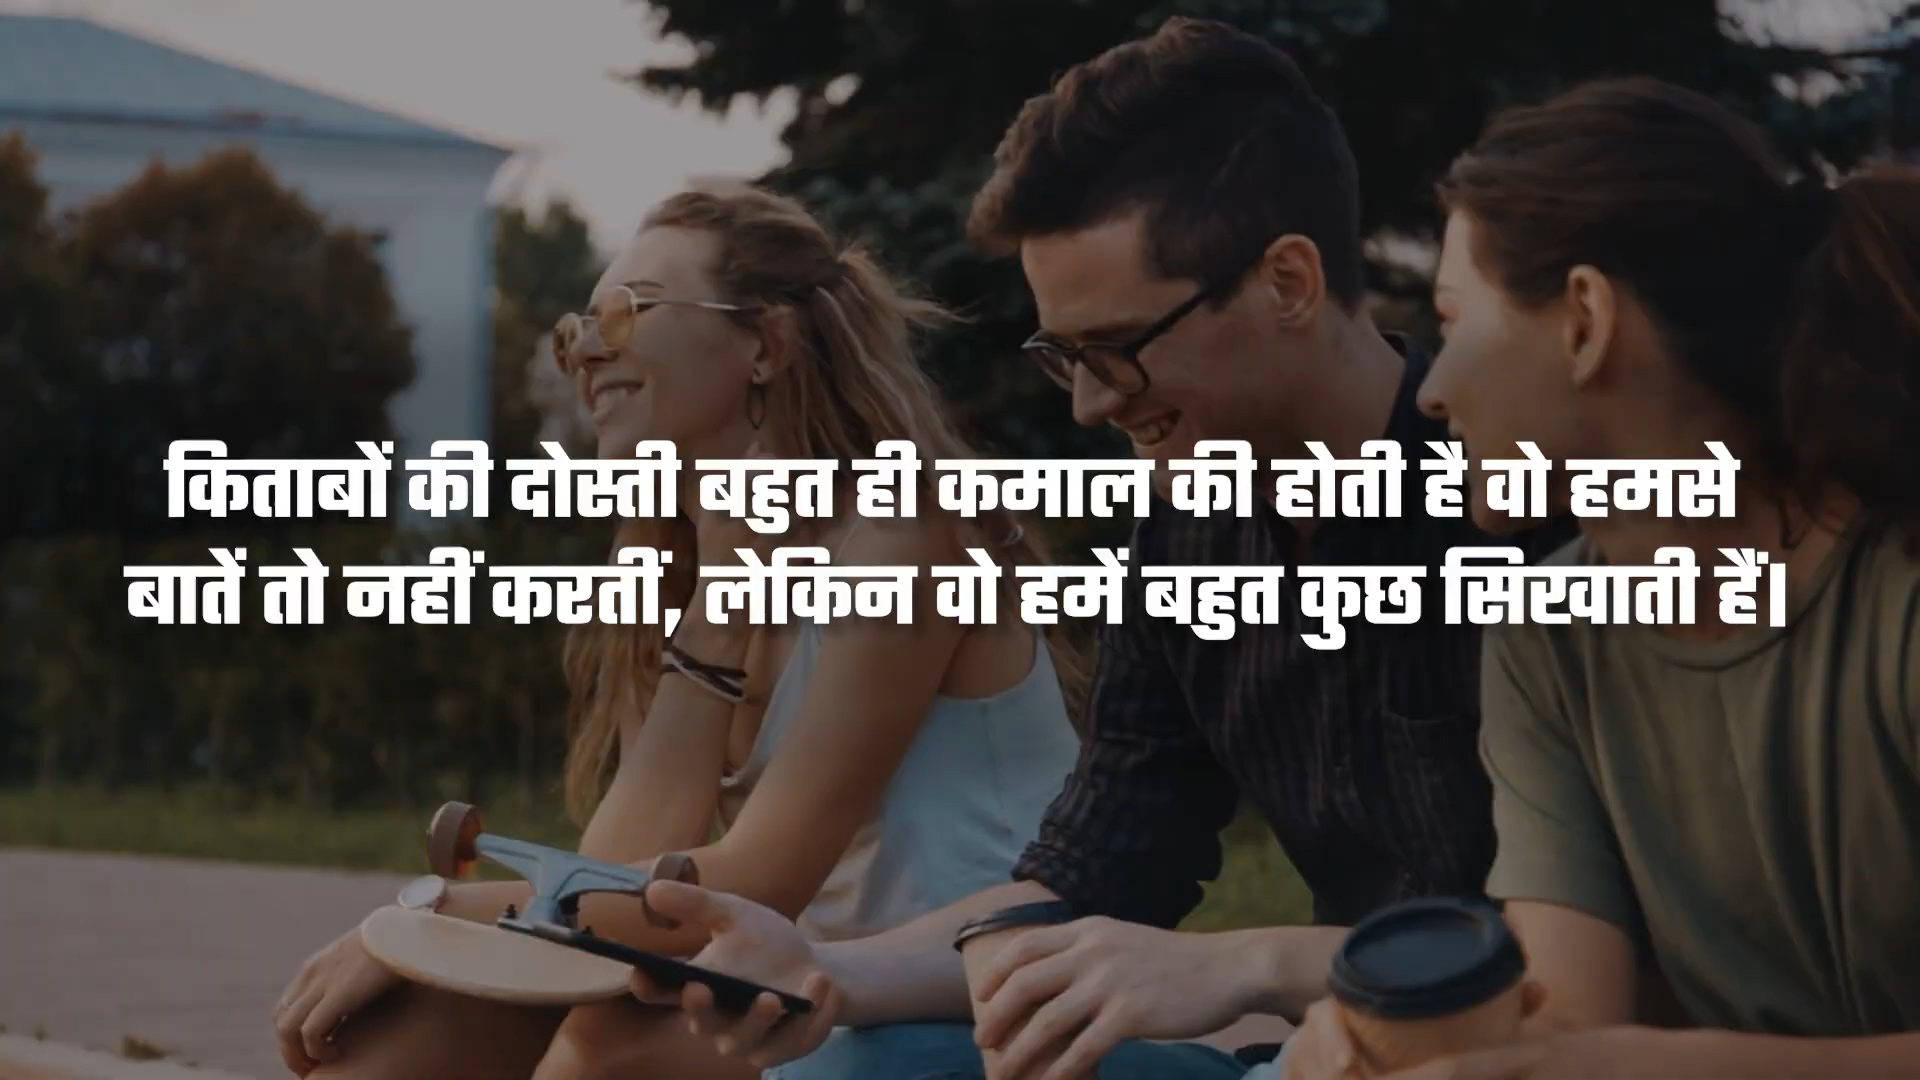 किताबों की दोस्ती बहुत ही कमाल की होती है वो हमसे
बातें तो नहीं करतीं, लेकिन वो हमें बहुत कुछ सिखाती हैं।